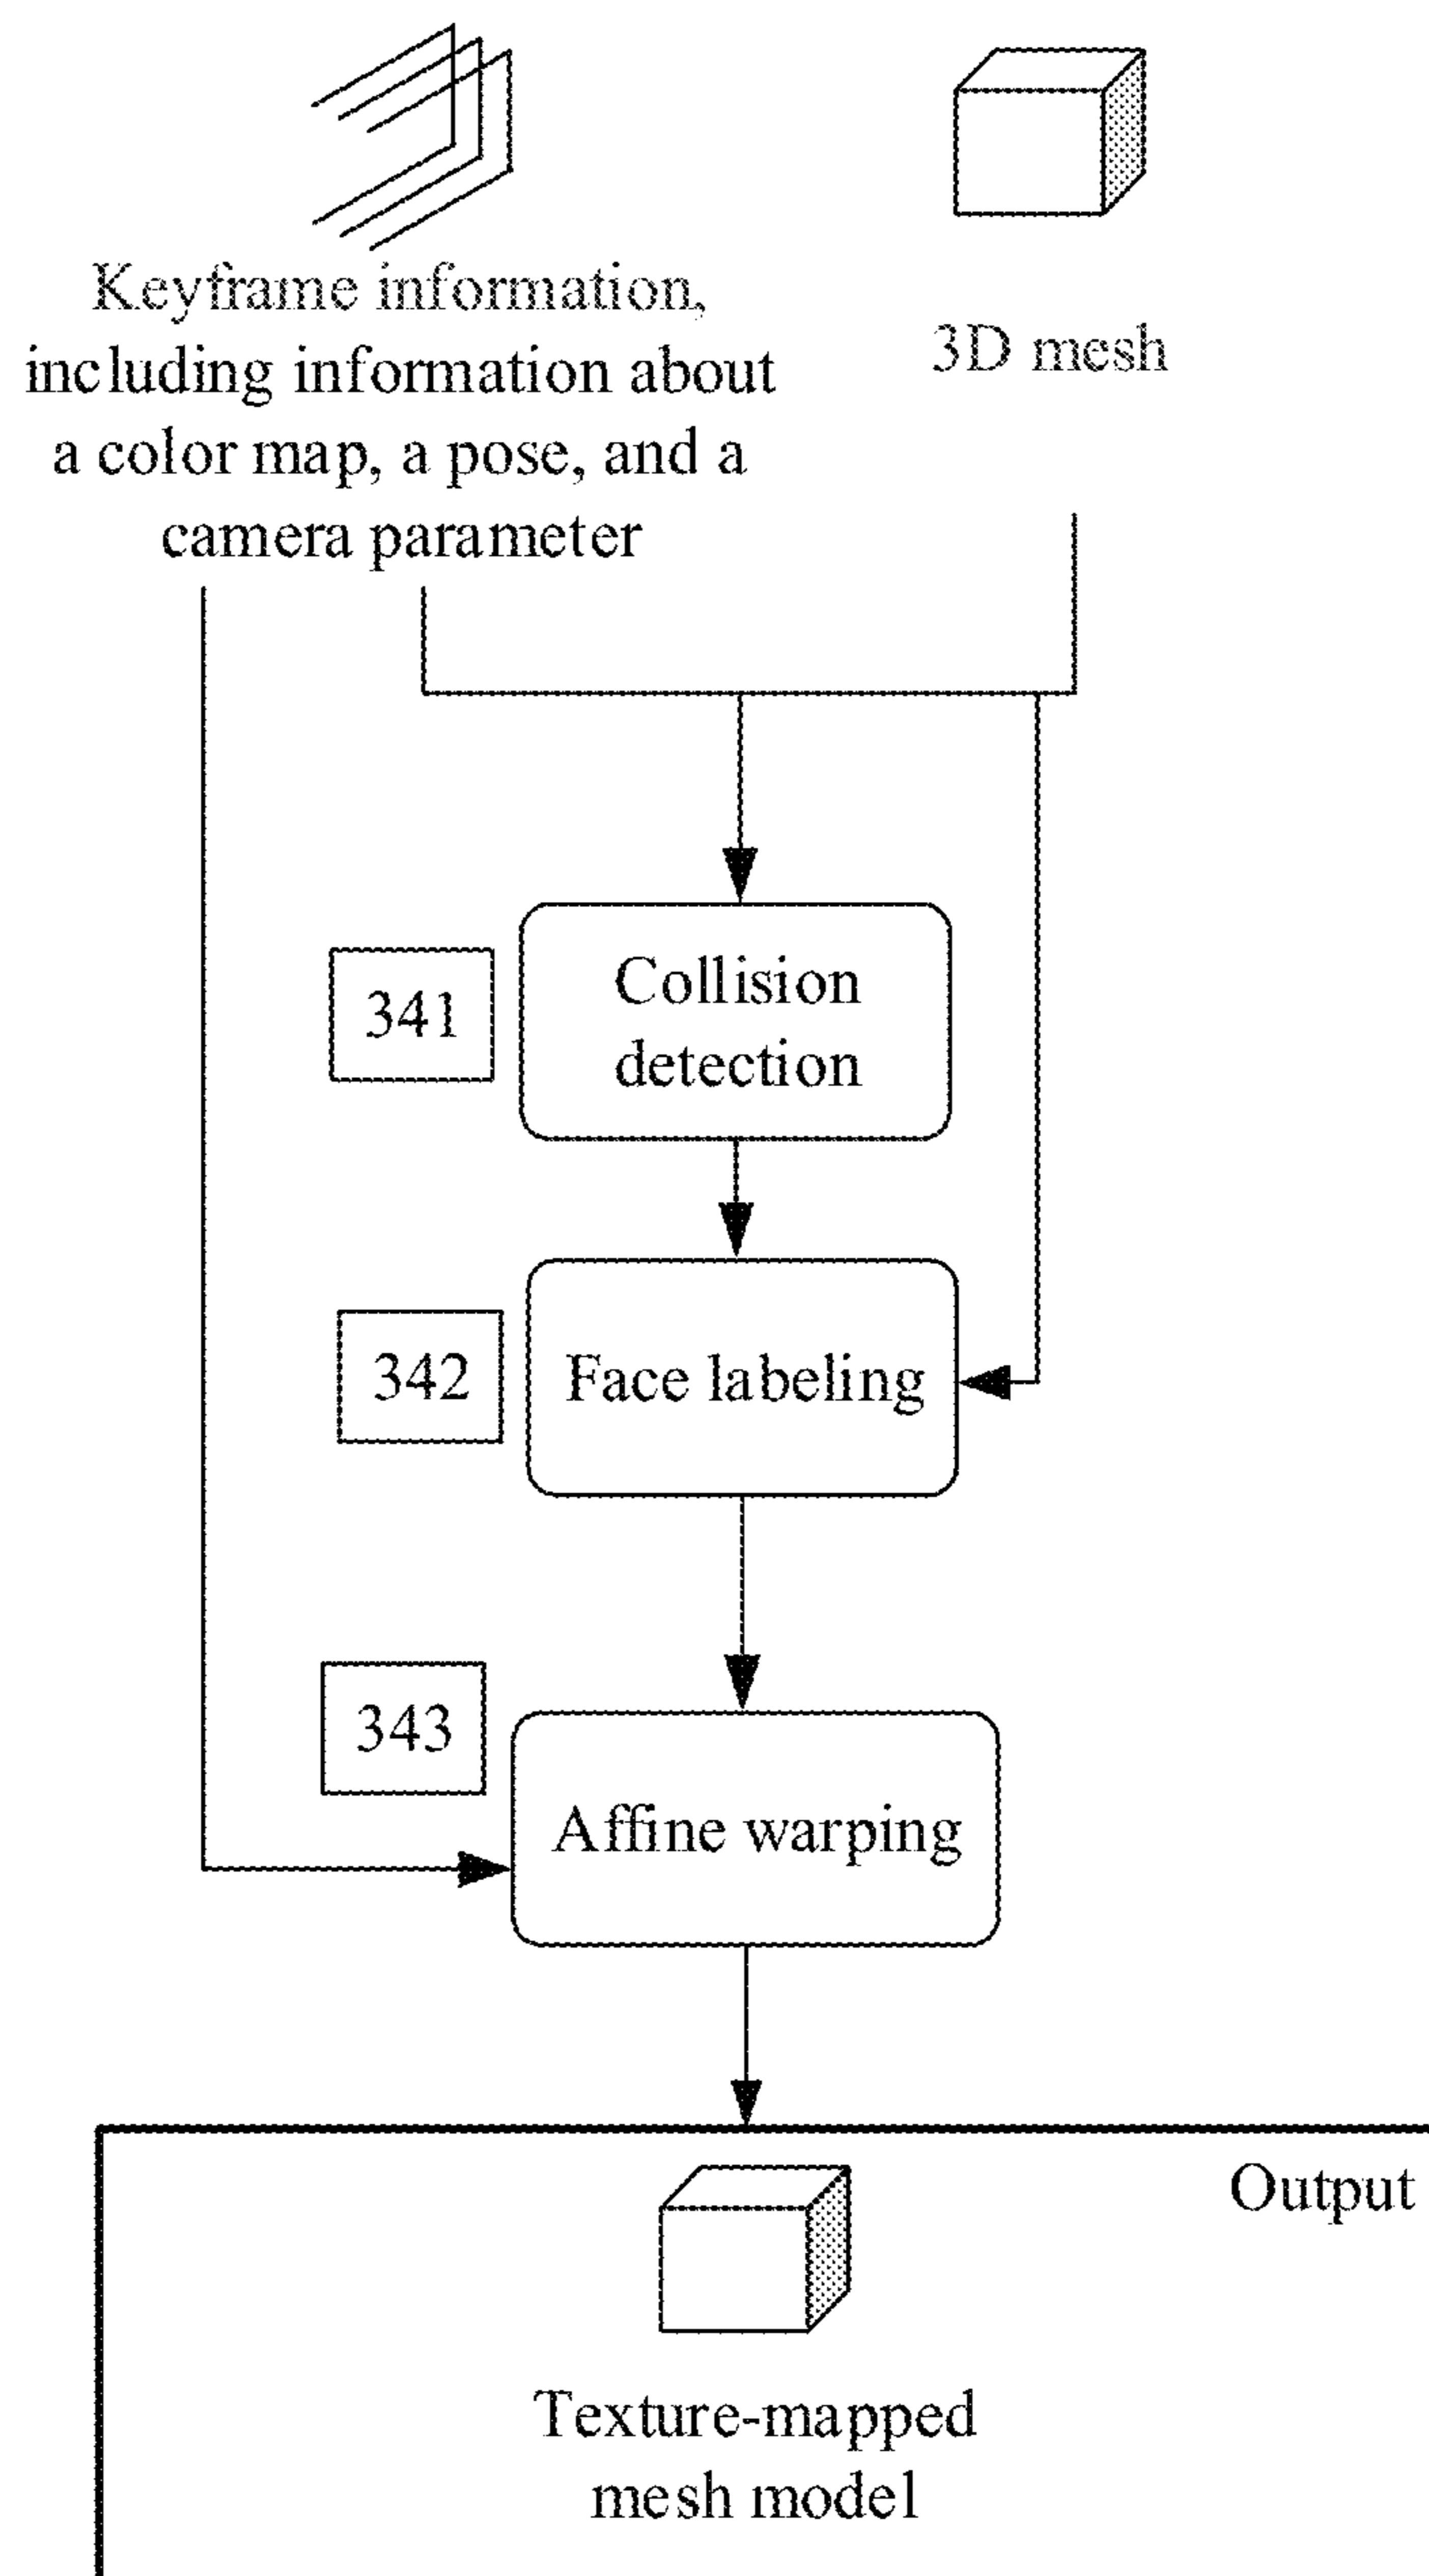 Keyframe information,
including information about
a color map, a pose, and a
camera parameter
3D mesh
341
Collision
detection
342
Face labeling
343
Affine warping
Output
Texture-mapped
mesh model